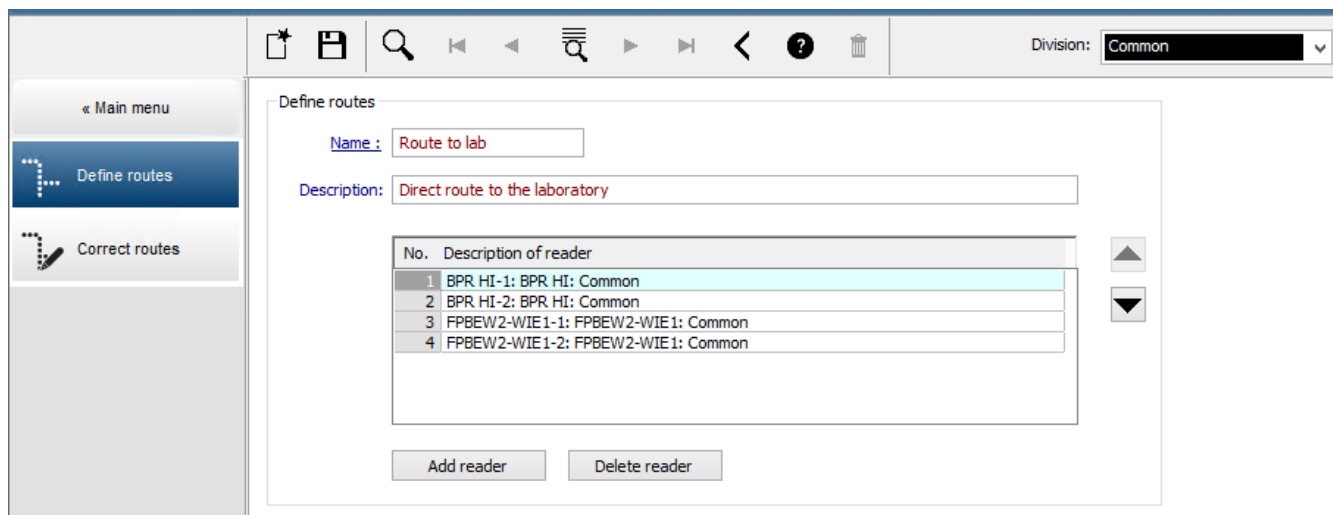 Division: Common
« Main menu
Define routes
Correct routes
Define routes
Name : Route to lab
Description: Direct route to the laboratory
No. Description of reader
1 BPR HI-1: BPR HI: Common
2 BPR HI-2: BPR HI: Common
3 FPBEW2-WIE1-1: FPBEW2-WIE1: Common
4 FPBEW2-WIE1-2: FPBEW2-WIE1: Common
Add reader Delete reader